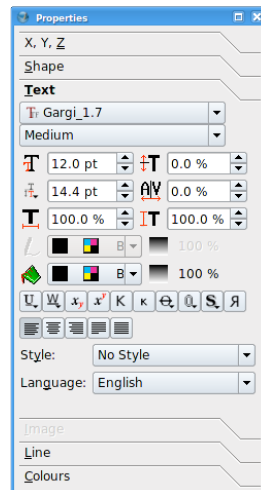 Properties
X, Y, Z
Shape
Text
Gargi_1.7
Medium
12.0 pt 0.0 %
14.4 pt 0.0 %
100.0 % 100.0 %
B 100 %
B 100 %
U W x y x y K K O O S Я
Style: No Style
Language: English
Image
Line
Colours